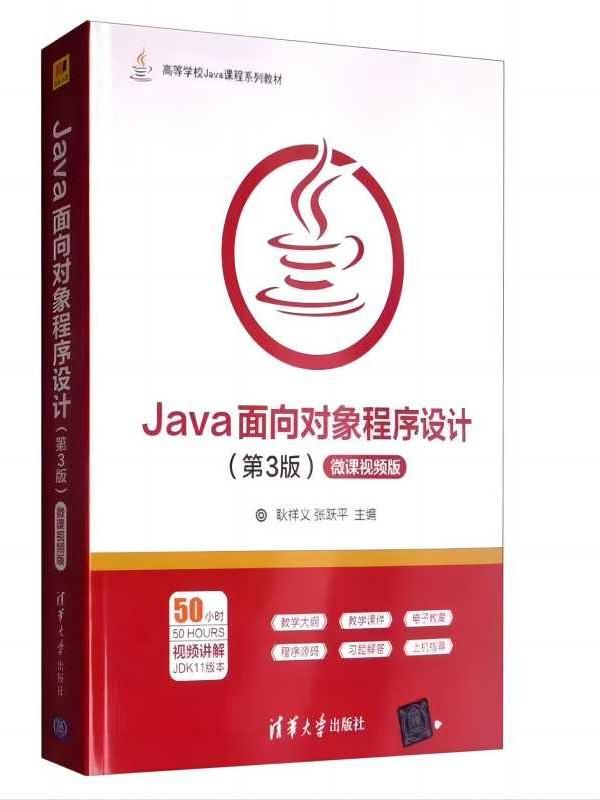 高等学校Java课程系列教材
Java面向对象程序设计
(第3版) 微课视频版
耿祥义 张跃平 主编
50小时
50 HOURS
视频讲解
JDK11版本
教学大纲 教学课件 电子教案
程序源码 习题解答 上机指导
清华大学出版社
Java面向对象程序设计(第3版) 微课视频版
清华大学出版社